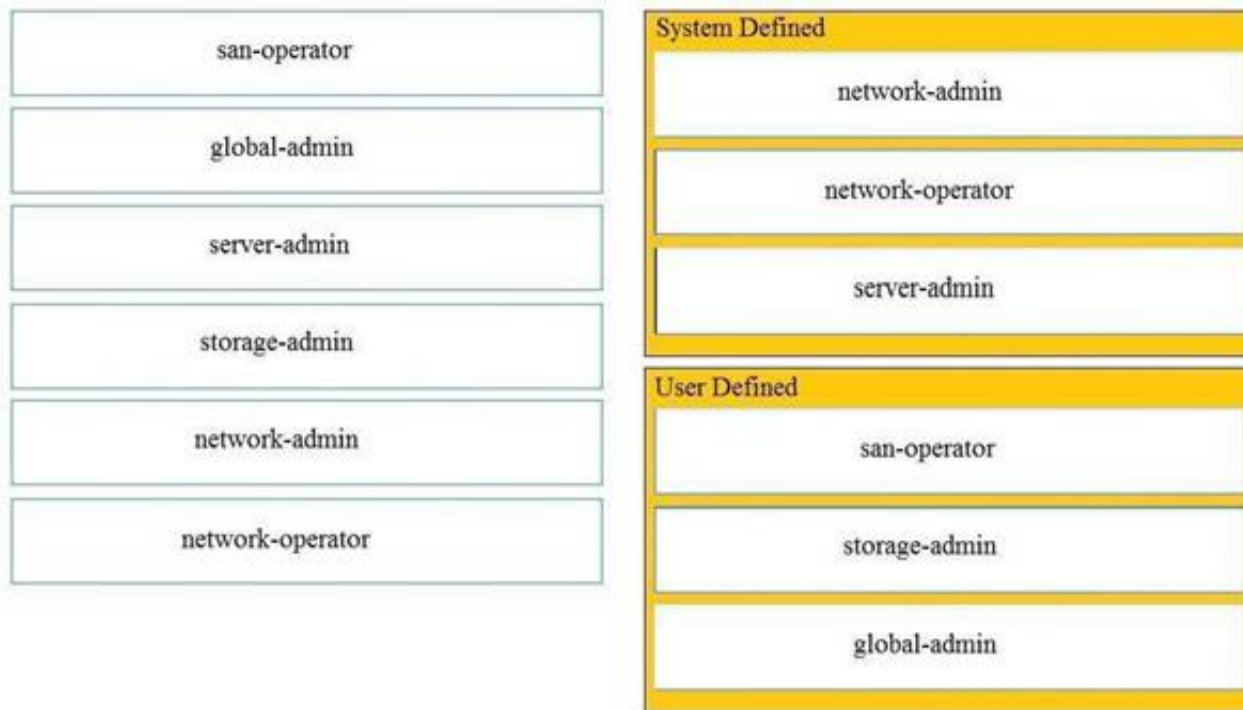 san-operator
global-admin
server-admin
storage-admin
network-admin
network-operator
System Defined
network-admin
network-operator
server-admin
User Defined
san-operator
storage-admin
global-admin